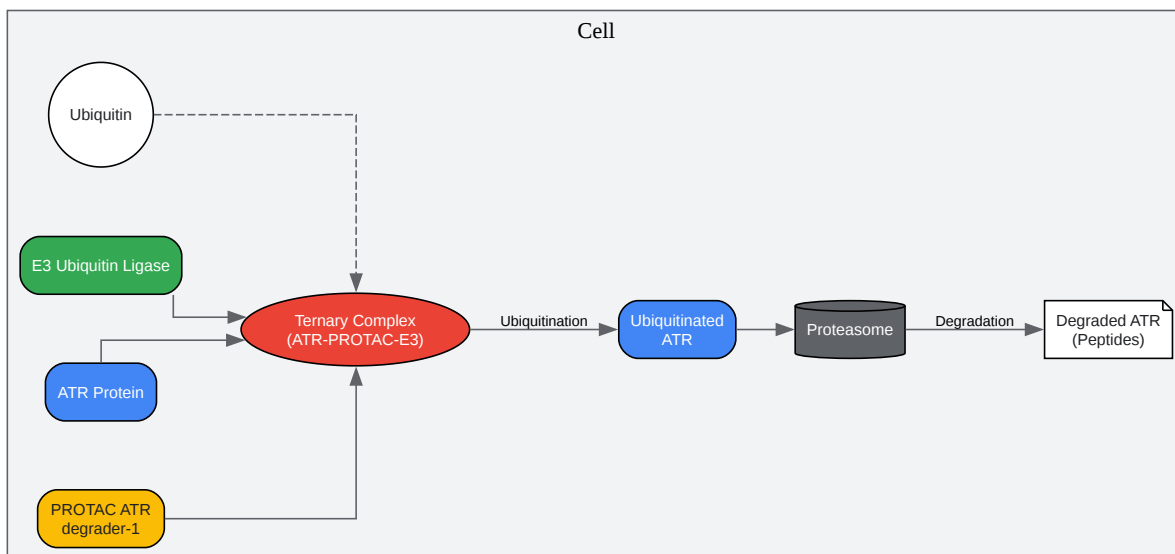 Cell
Ubiquitin
E3 Ubiquitin Ligase
Ternary Complex
(ATR-PROTAC-E3)
Ubiquitination
Ubiquitinated
ATR
Proteasome
Degradation
Degraded ATR
(Peptides)
ATR Protein
PROTAC ATR
degrader-1